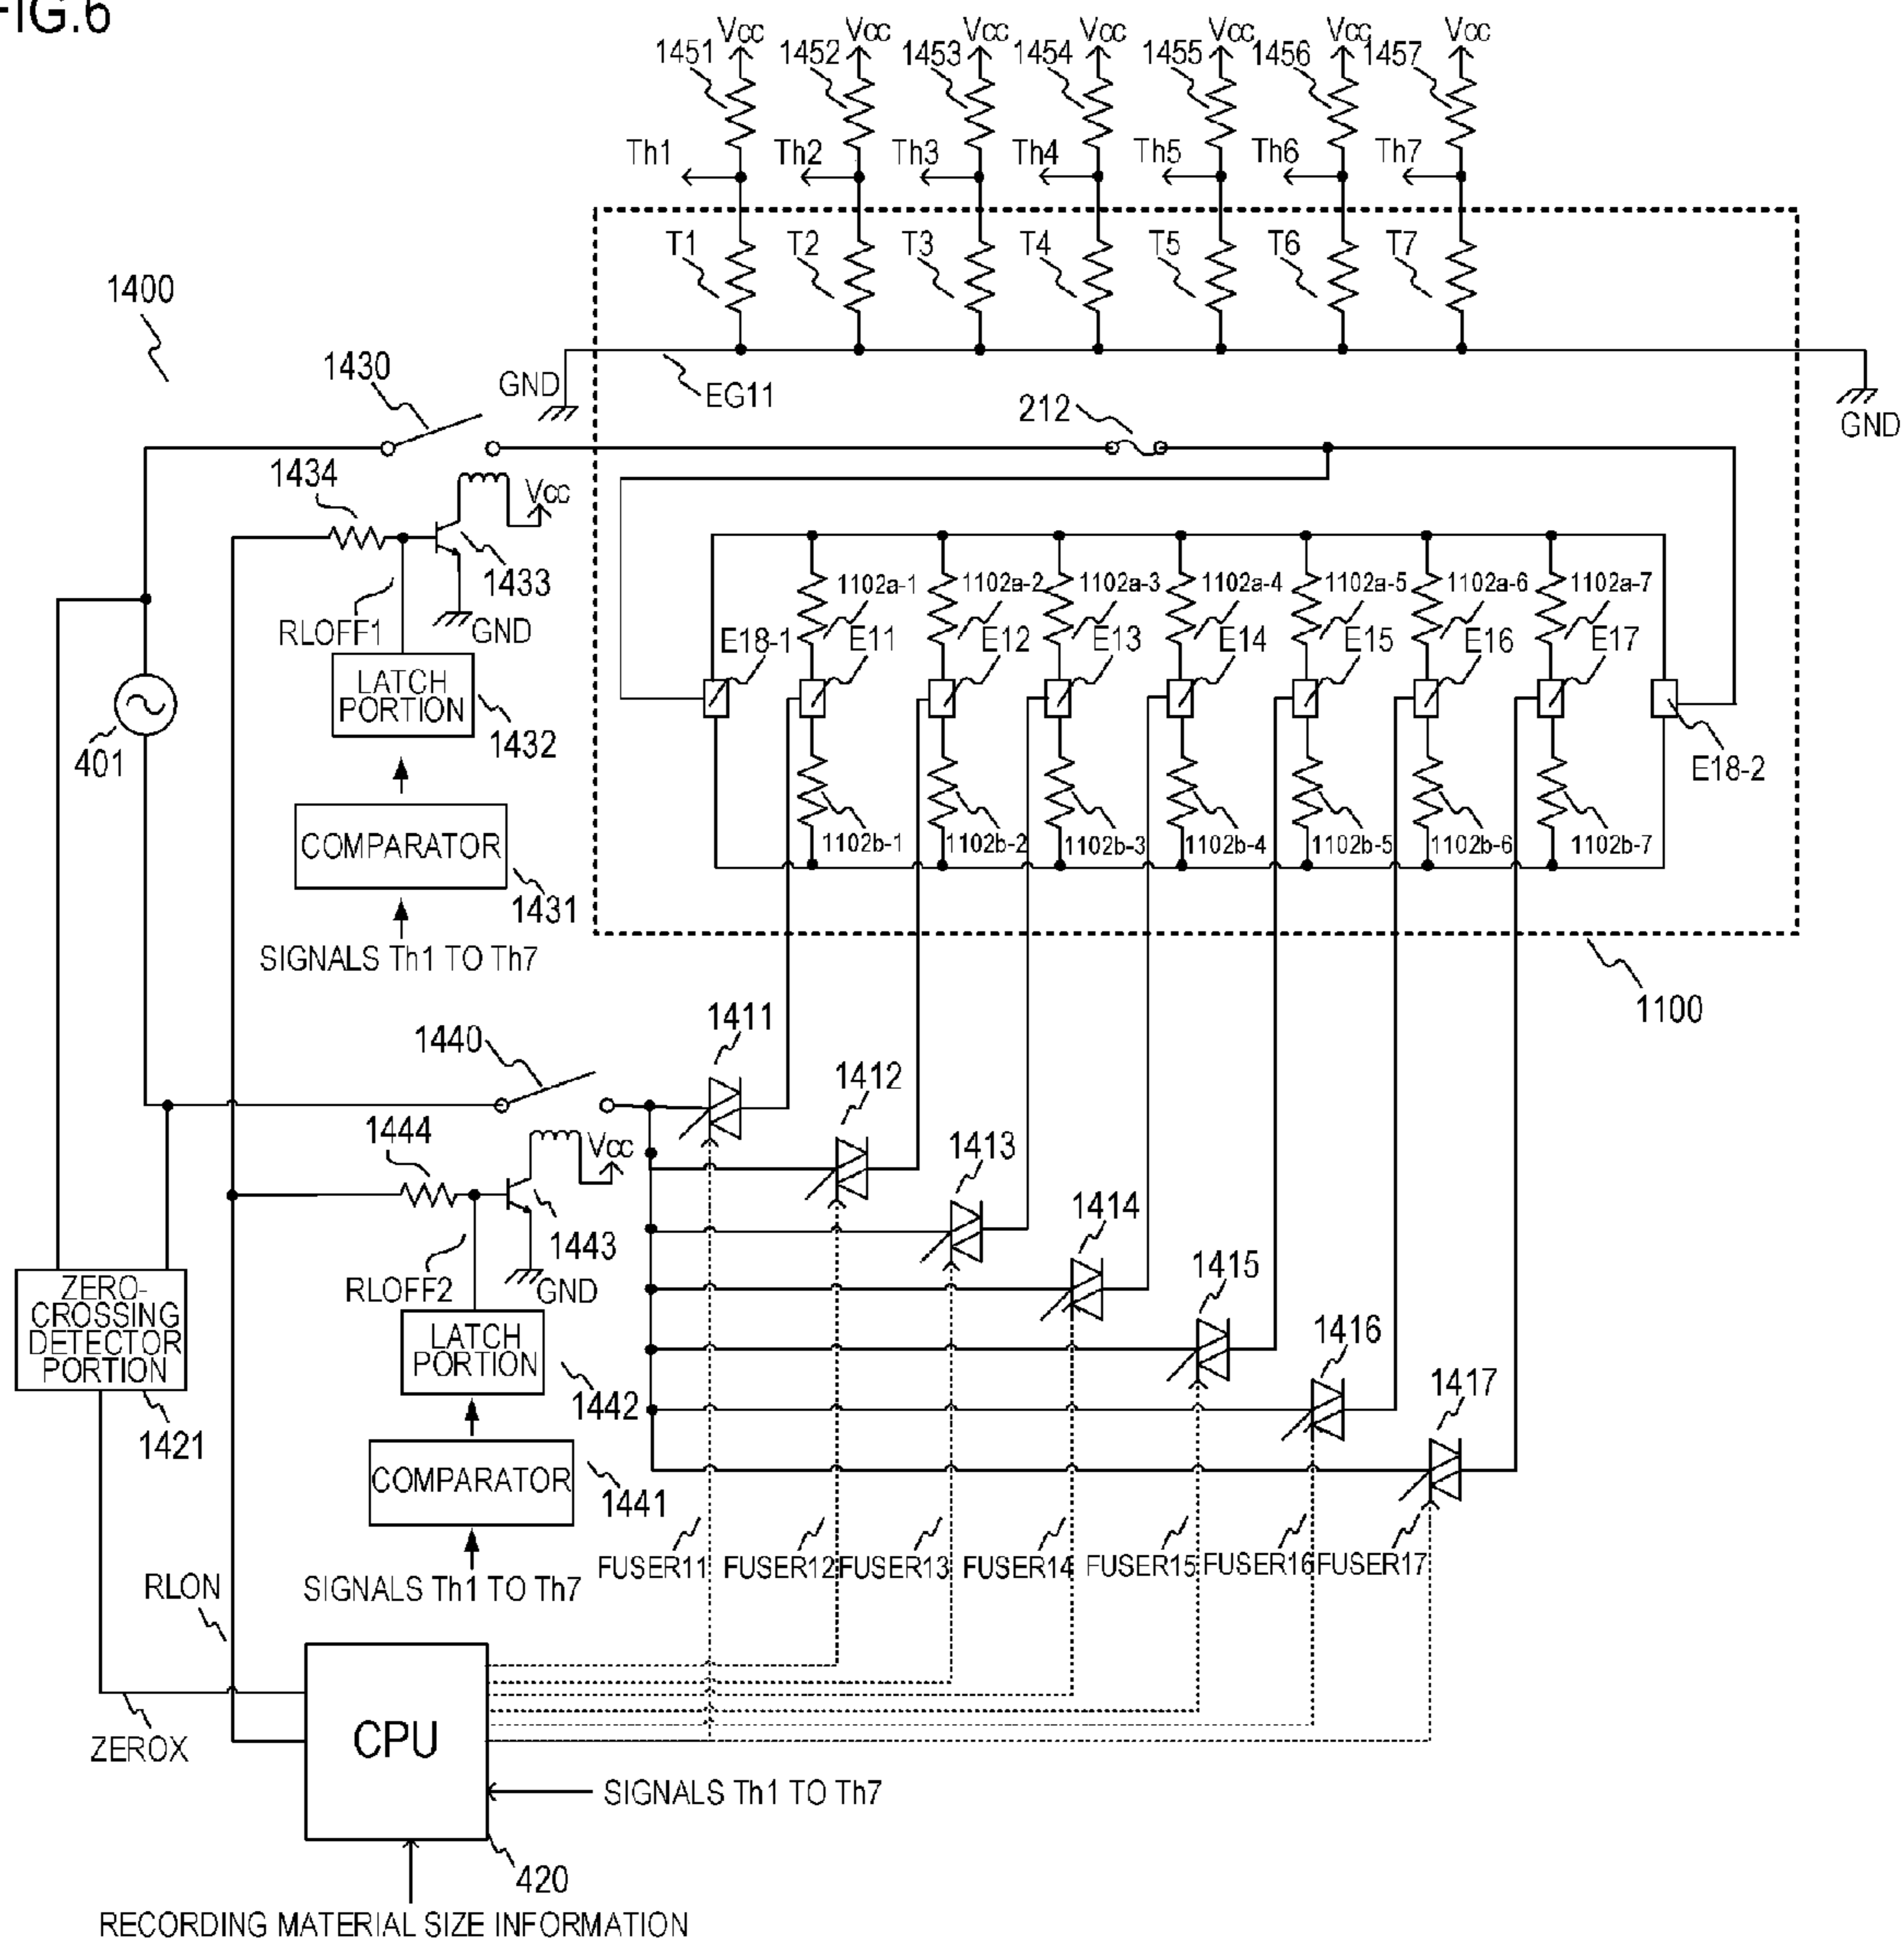 FIG.6
Vcc Vcc Vcc Vcc Vcc Vcc Vcc
1451 1452 1453 1454 1455 1456 1457
Th1 Th2 Th3 Th4 Th5 Th6 Th7
T1 T2 T3 T4 T5 T6 T7
1400
1430
GND
EG11
212
GND
1434
Vcc
1433
RLOFF1
GND
1102a-1 1102a-2 1102a-3 1102a-4 1102a-5 1102a-6 1102a-7
E18-1 E11 E12 E13 E14 E15 E16 E17
LATCH
PORTION
1432
401
E18-2
COMPARATOR
1431
1102b-1 1102b-2 1102b-3 1102b-4 1102b-5 1102b-6 1102b-7
SIGNALS Th1 TO Th7
1100
1411
1440
1412
1444
Vcc
1413
1443
1414
RLOFF2
GND
1415
ZERO-
CROSSING
DETECTOR
PORTION
1421
LATCH
PORTION
1442
1416
1417
COMPARATOR
1441
FUSER11 FUSER12 FUSER13 FUSER14 FUSER15 FUSER16 FUSER17
SIGNALS Th1 TO Th7
RLON
ZEROX
CPU
SIGNALS Th1 TO Th7
420
RECORDING MATERIAL SIZE INFORMATION